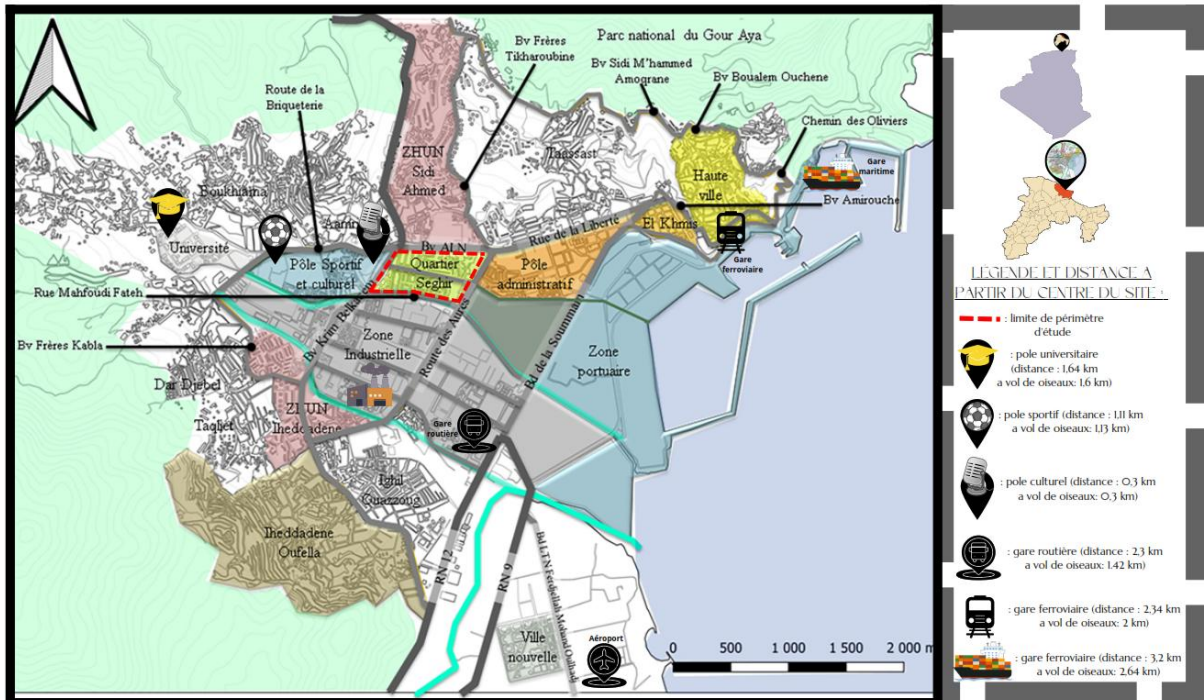 Parc national du Gour Aya
Bv Frères
Tikharoubine
Bv Sidi M'hammed
Amograne
Bv Boualem Ouchene
Route de la
Briqueterie
Chemin des Oliviers
ZHUN
Sidi
Ahmed
Taassast
Boukhiama
Haute
ville
Gare
maritime
Bv Amirouche
Aamriw
Université
Rue de la Liberté
El Khmis
Gare
ferroviaire
Bv ALN
Pôle Sportif
et culturel
Quartier
Seghir
Pôle
administratif
Rue Mahfoudi Fateh
Bv Krim Belkacem
Zone
Industrielle
Route des Aures
Bd de la Soummam
Zone
portuaire
Bv Frères Kabla
Dar Djebel
Taqliet
ZHUN
Iheddadene
Gare
routière
Ighil
Ouazzoug
Iheddadene
Oufella
RN 12
RN 9
Bd LTN Ferdjellah Mohand Oulhadj
Ville
nouvelle
Aéroport
0 500 1 000 1 500 2 000 m
LÉGENDE ET DISTANCE A
PARTIR DU CENTRE DU SITE :
: limite de périmètre
d'étude
: pole universitaire
(distance : 1,64 km
a vol de oiseaux: 1.6 km)
: pole sportif (distance : 1,11 km
a vol de oiseaux: 1,13 km)
: pole culturel (distance : 0,3 km
a vol de oiseaux: 0,3 km)
: gare routière (distance : 2,3 km
a vol de oiseaux: 1.42 km)
: gare ferroviaire (distance : 2,34 km
a vol de oiseaux: 2 km)
: gare ferroviaire (distance : 3,2 km
a vol de oiseaux: 2,64 km)